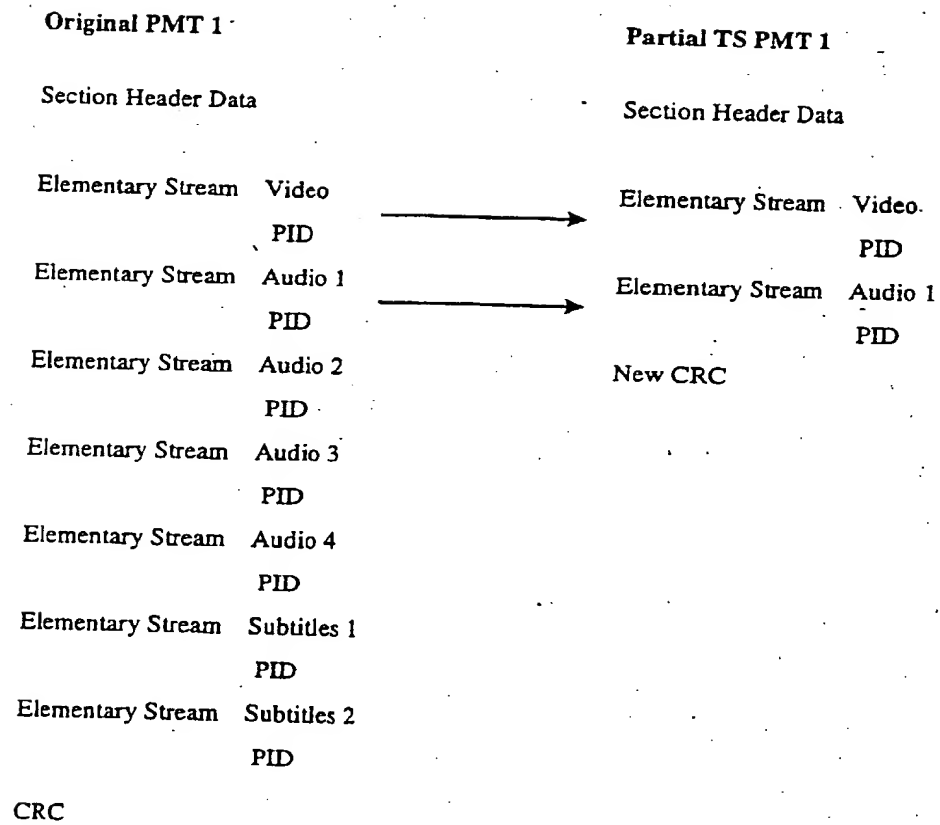 Original PMT 1
Section Header Data
Elementary Stream Video
PID
Elementary Stream Audio 1
PID
Elementary Stream Audio 2
PID
Elementary Stream Audio 3
PID
Elementary Stream Audio 4
PID
Elementary Stream Subtitles 1
PID
Elementary Stream Subtitles 2
PID
CRC
Partial TS PMT 1
Section Header Data
Elementary Stream Video
PID
Elementary Stream Audio 1
PID
New CRC